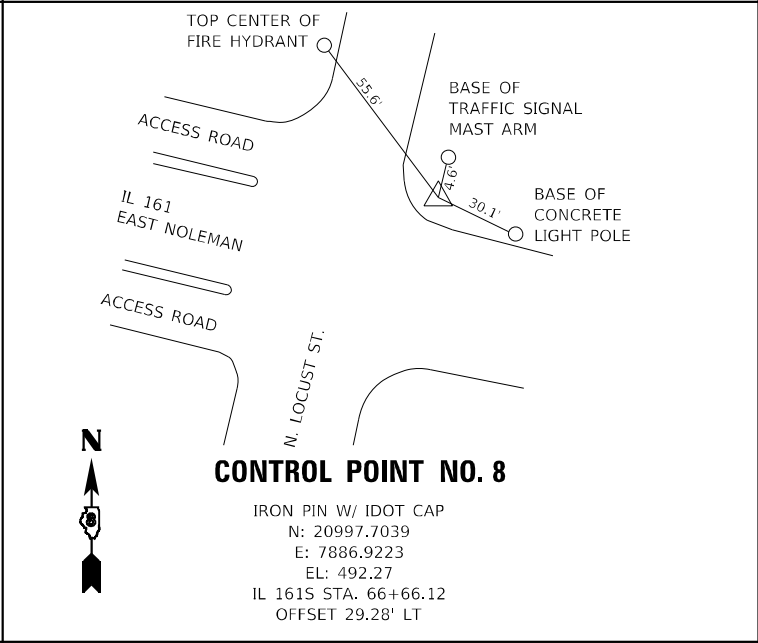 TOP CENTER OF
FIRE HYDRANT
55.6'
BASE OF
TRAFFIC SIGNAL
MAST ARM
ACCESS ROAD
4.6'
30.1'
BASE OF
CONCRETE
LIGHT POLE
IL 161
EAST NOLEMAN
ACCESS ROAD
N. LOCUST ST.
N
8
CONTROL POINT NO. 8
IRON PIN W/ IDOT CAP
N: 20997.7039
E: 7886.9223
EL: 492.27
IL 161S STA. 66+66.12
OFFSET 29.28' LT